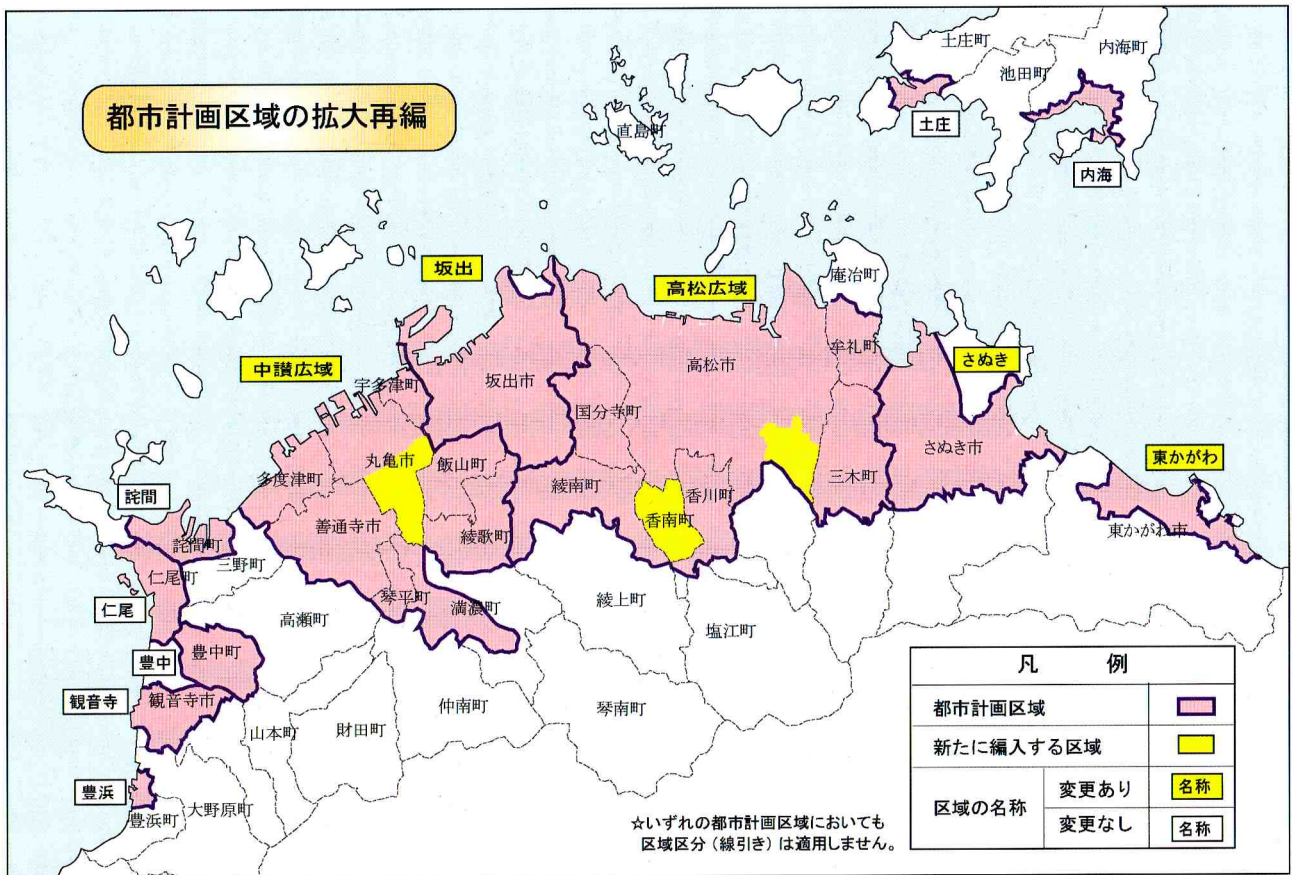 都市計画区域の拡大再編
土庄町
内海町
池田町
直島町
土庄
内海
坂出
高松広域
庵治町
中讃広域
宇多津町
坂出市
高松市
牟礼町
さぬき
国分寺町
丸亀市
飯山町
さぬき市
多度津町
綾南町
香川町
三木町
東かがわ
詫間
善通寺市
香南町
綾歌町
東かがわ市
詫間町
三野町
仁尾町
仁尾
琴平町
満濃町
綾上町
高瀬町
塩江町
豊中
豊中町
観音寺
観音寺市
仲南町
琴南町
山本町
財田町
豊浜
大野原町
豊浜町
凡 例
都市計画区域
新たに編入する区域
区域の名称
変更あり
名称
変更なし
名称
☆いずれの都市計画区域においても
区域区分(線引き)は適用しません。